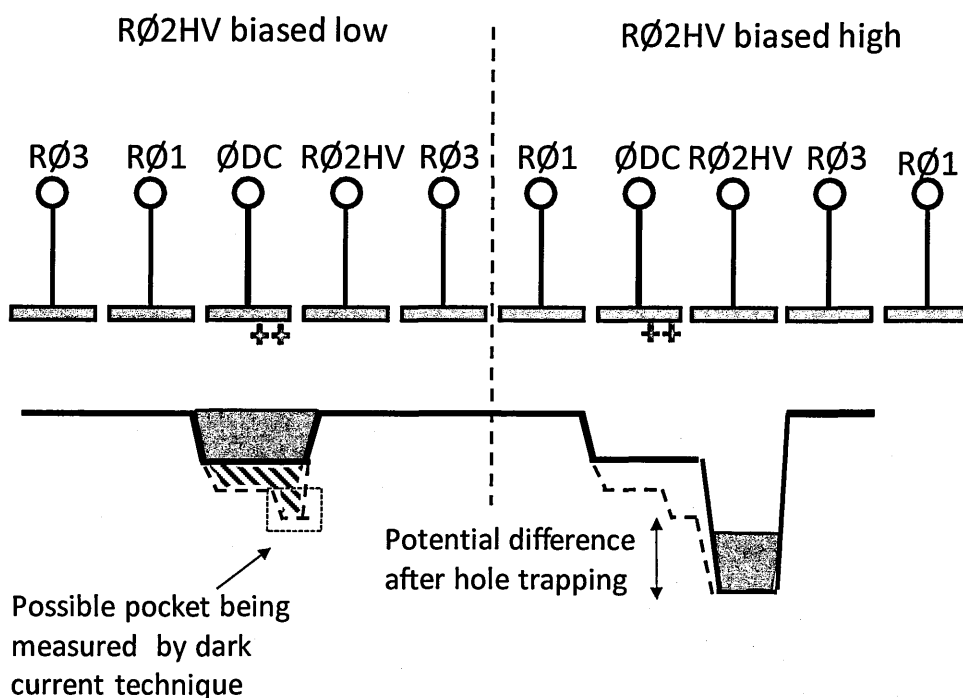 RØ2HV biased low
RØ2HV biased high
RØ3 RØ1 ØDC RØ2HV RØ3 RØ1 ØDC RØ2HV RØ3 RØ1
Potential difference
after hole trapping
Possible pocket being
measured by dark
current technique